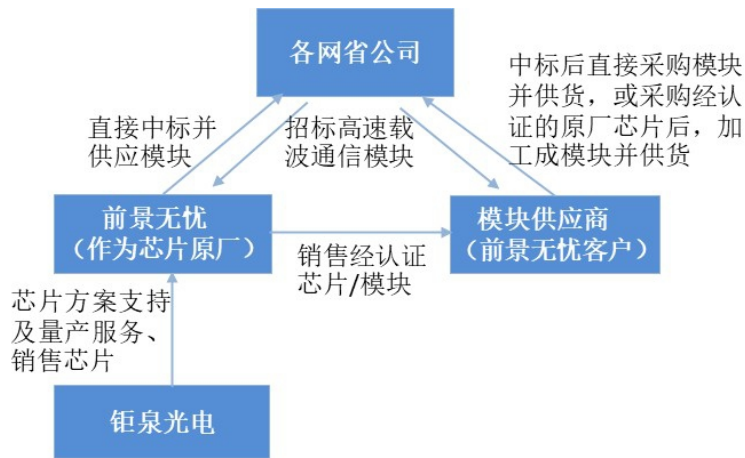 各网省公司
中标后直接采购模块
并供货，或采购经认
证的原厂芯片后，加
工成模块并供货
直接中标并
供应模块
招标高速载
波通信模块
前景无忧
（作为芯片原厂）
模块供应商
（前景无忧客户）
销售经认证
芯片/模块
芯片方案支持
及量产服务、
销售芯片
钜泉光电